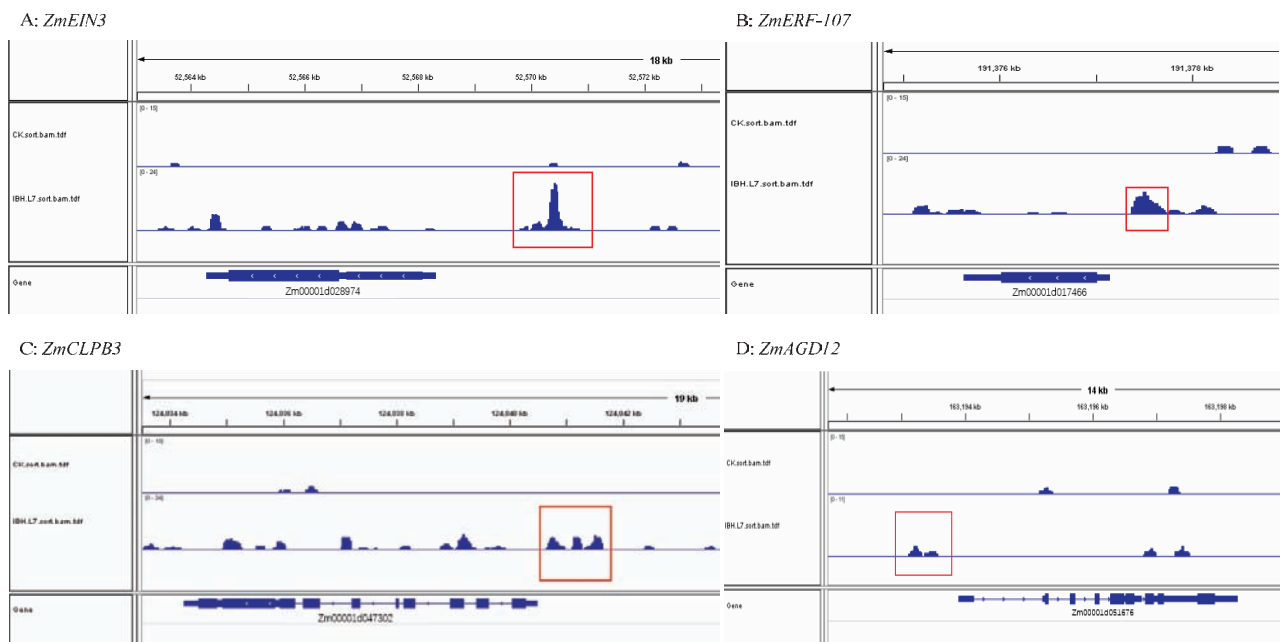 A: ZmEIN3
18 kb
52,564 kb 52,566 kb 52,568 kb 52,570 kb 52,572 kb
[0 - 15]
CK.sort.bam.tdf
[0 - 24]
IBH.L7.sort.bam.tdf
Gene
Zm00001d028974
B: ZmERF-107
191,376 kb 191,378 kb
[0 - 15]
CK.sort.bam.tdf
[0 - 24]
IBH.L7.sort.bam.tdf
Gene
Zm00001d017466
C: ZmCLPB3
19 kb
124,034 kb 124,036 kb 124,038 kb 124,040 kb 124,042 kb
CK.sort.bam.tdf
IBH.L7.sort.bam.tdf
Gene
Zm00001d047302
D: ZmAGD12
14 kb
163,194 kb 163,196 kb 163,198 kb
CK.sort.bam.tdf
[0 - 11]
IBH.L7.sort.bam.tdf
Gene
Zm00001d051676